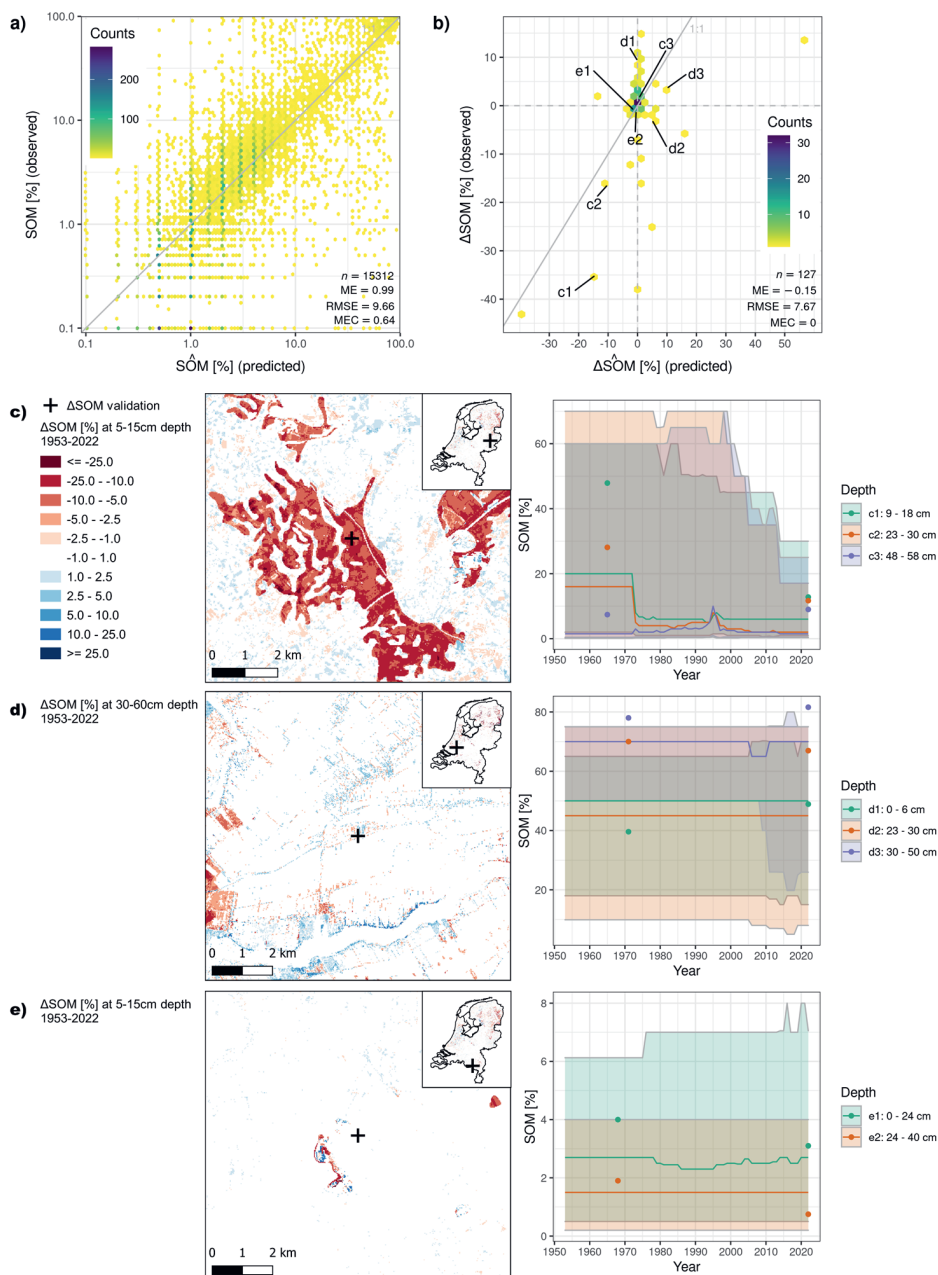 a)
100.0
10.0
1.0
0.1
SOM [%] (observed)
Counts
200
100
n = 15312
ME = 0.99
RMSE = 9.66
MEC = 0.64
0.1
1.0
10.0
100.0
SÔM [%] (predicted)
b)
10
0
-10
-20
-30
-40
ΔSOM [%] (observed)
1:1
d1
c3
e1
d3
e2
d2
c2
c1
Counts
30
20
10
n = 127
ME = − 0.15
RMSE = 7.67
MEC = 0
-30
-20
-10
0
10
20
30
40
50
ΔSÔM [%] (predicted)
c)
ΔSOM validation
ΔSOM [%] at 5-15cm depth
1953-2022
<= -25.0
-25.0 - -10.0
-10.0 - -5.0
-5.0 - -2.5
-2.5 - -1.0
-1.0 - 1.0
1.0 - 2.5
2.5 - 5.0
5.0 - 10.0
10.0 - 25.0
>= 25.0
0 1 2 km
SOM [%]
60
40
20
0
1950 1960 1970 1980 1990 2000 2010 2020
Year
Depth
c1: 9 - 18 cm
c2: 23 - 30 cm
c3: 48 - 58 cm
d)
ΔSOM [%] at 30-60cm depth
1953-2022
0 1 2 km
SOM [%]
80
60
40
20
1950 1960 1970 1980 1990 2000 2010 2020
Year
Depth
d1: 0 - 6 cm
d2: 23 - 30 cm
d3: 30 - 50 cm
e)
ΔSOM [%] at 5-15cm depth
1953-2022
0 1 2 km
SOM [%]
8
6
4
2
0
1950 1960 1970 1980 1990 2000 2010 2020
Year
Depth
e1: 0 - 24 cm
e2: 24 - 40 cm